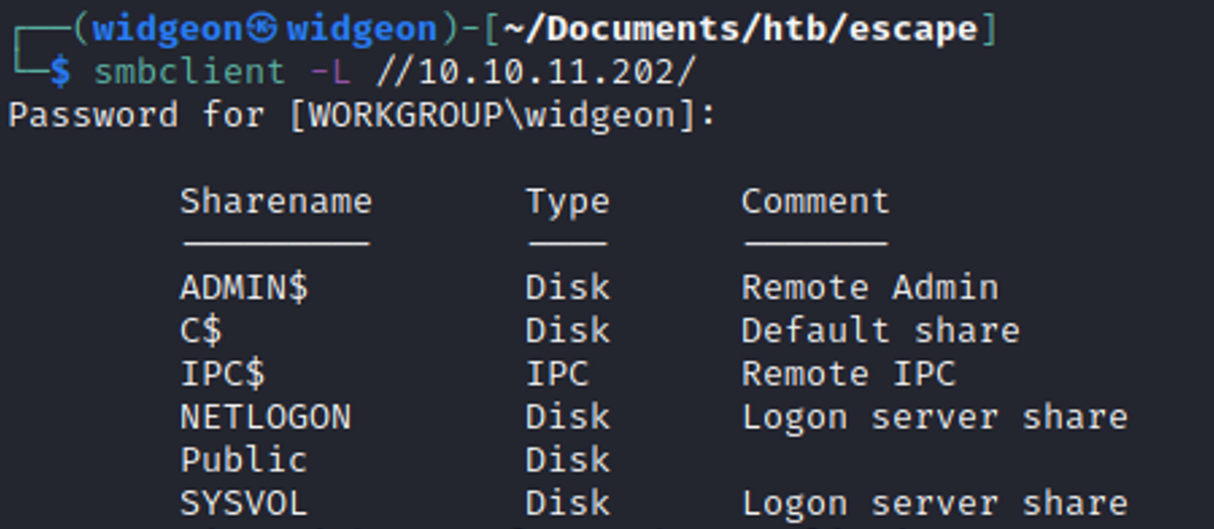 ┌──(widgeon㉿widgeon)-[~/Documents/htb/escape]
└─$ smbclient -L //10.10.11.202/
Password for [WORKGROUP\widgeon]:
Sharename Type Comment
ADMIN$ Disk Remote Admin
C$ Disk Default share
IPC$ IPC Remote IPC
NETLOGON Disk Logon server share
Public Disk
SYSVOL Disk Logon server share